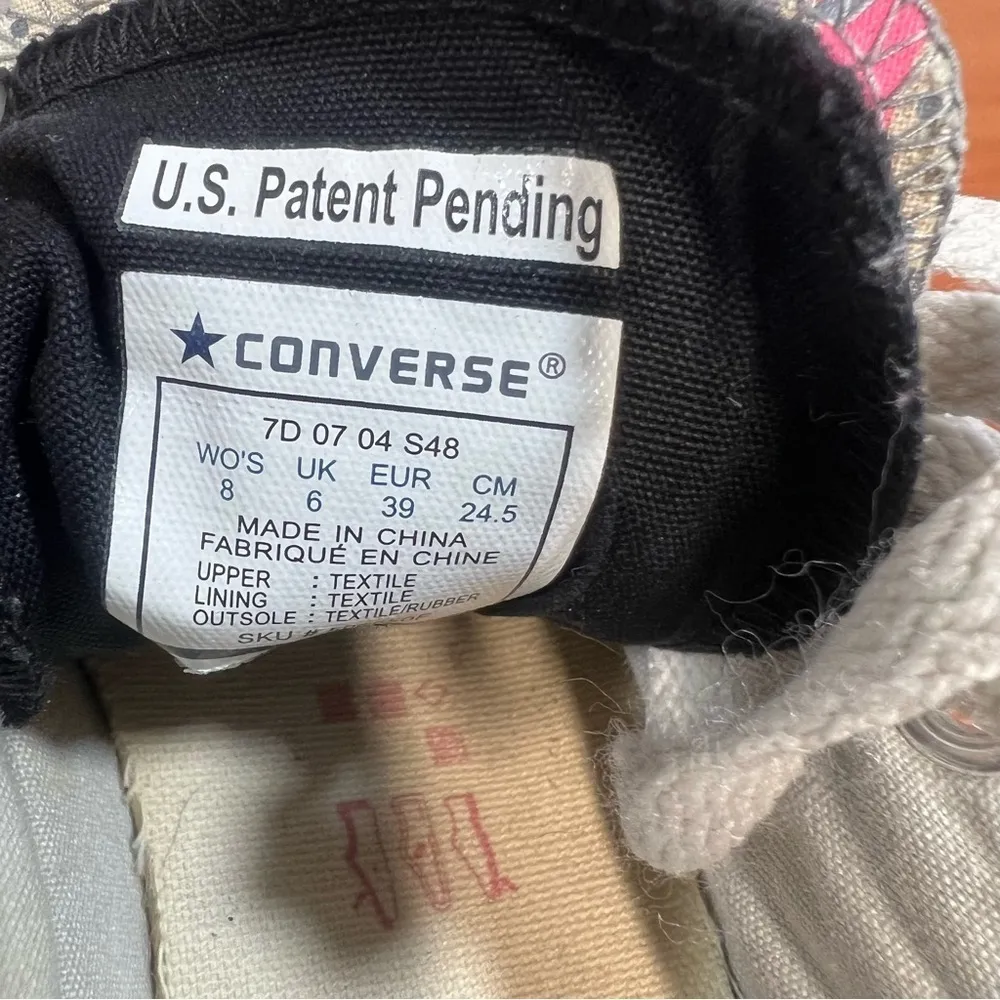 U.S. Patent Pending
CONVERSE®
7D 07 04 S48
WO'S UK EUR CM
8 6 39 24.5
MADE IN CHINA
FABRIQUÉ EN CHINE
UPPER : TEXTILE
LINING : TEXTILE
OUTSOLE : TEXTILE/RUBBER
SKU #